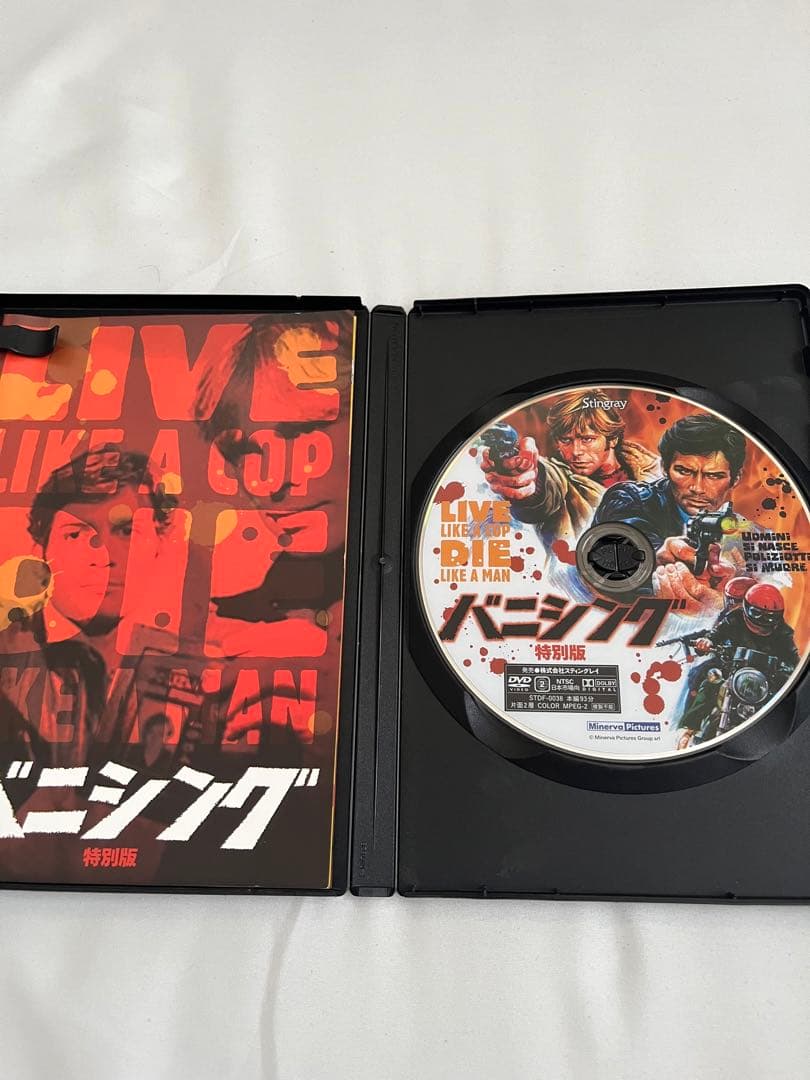 LIVE
LIKE A COP
DIE
LIKE A MAN
バニシング
特別版
Stingray
LIVE
LIKE A COP
DIE
LIKE A MAN
UOMINI
SI NASCE
POLIZIOTTI
SI MUORE
バニシング
特別版
発売●株式会社スティングレイ
DVD VIDEO
2
NTSC
日本市場向
DOLBY
DIGITAL
STDF-0038 本編93分
片面2層 COLOR MPEG-2 複製不能
Minerva Pictures
© Minerva Pictures Group srl